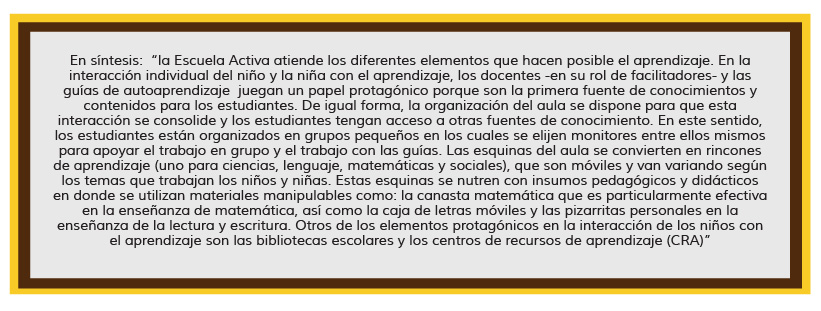 En síntesis:  “la Escuela Activa atiende los diferentes elementos que hacen posible el aprendizaje. En la
interacción individual del niño y la niña con el aprendizaje, los docentes -en su rol de facilitadores- y las
guías de autoaprendizaje  juegan un papel protagónico porque son la primera fuente de conocimientos y
contenidos para los estudiantes. De igual forma, la organización del aula se dispone para que esta
interacción se consolide y los estudiantes tengan acceso a otras fuentes de conocimiento. En este sentido,
los estudiantes están organizados en grupos pequeños en los cuales se elijen monitores entre ellos mismos
para apoyar el trabajo en grupo y el trabajo con las guías. Las esquinas del aula se convierten en rincones
de aprendizaje (uno para ciencias, lenguaje, matemáticas y sociales), que son móviles y van variando según
los temas que trabajan los niños y niñas. Estas esquinas se nutren con insumos pedagógicos y didácticos
en donde se utilizan materiales manipulables como: la canasta matemática que es particularmente efectiva
en la enseñanza de matemática, así como la caja de letras móviles y las pizarritas personales en la
enseñanza de la lectura y escritura. Otros de los elementos protagónicos en la interacción de los niños con
el aprendizaje son las bibliotecas escolares y los centros de recursos de aprendizaje (CRA)”